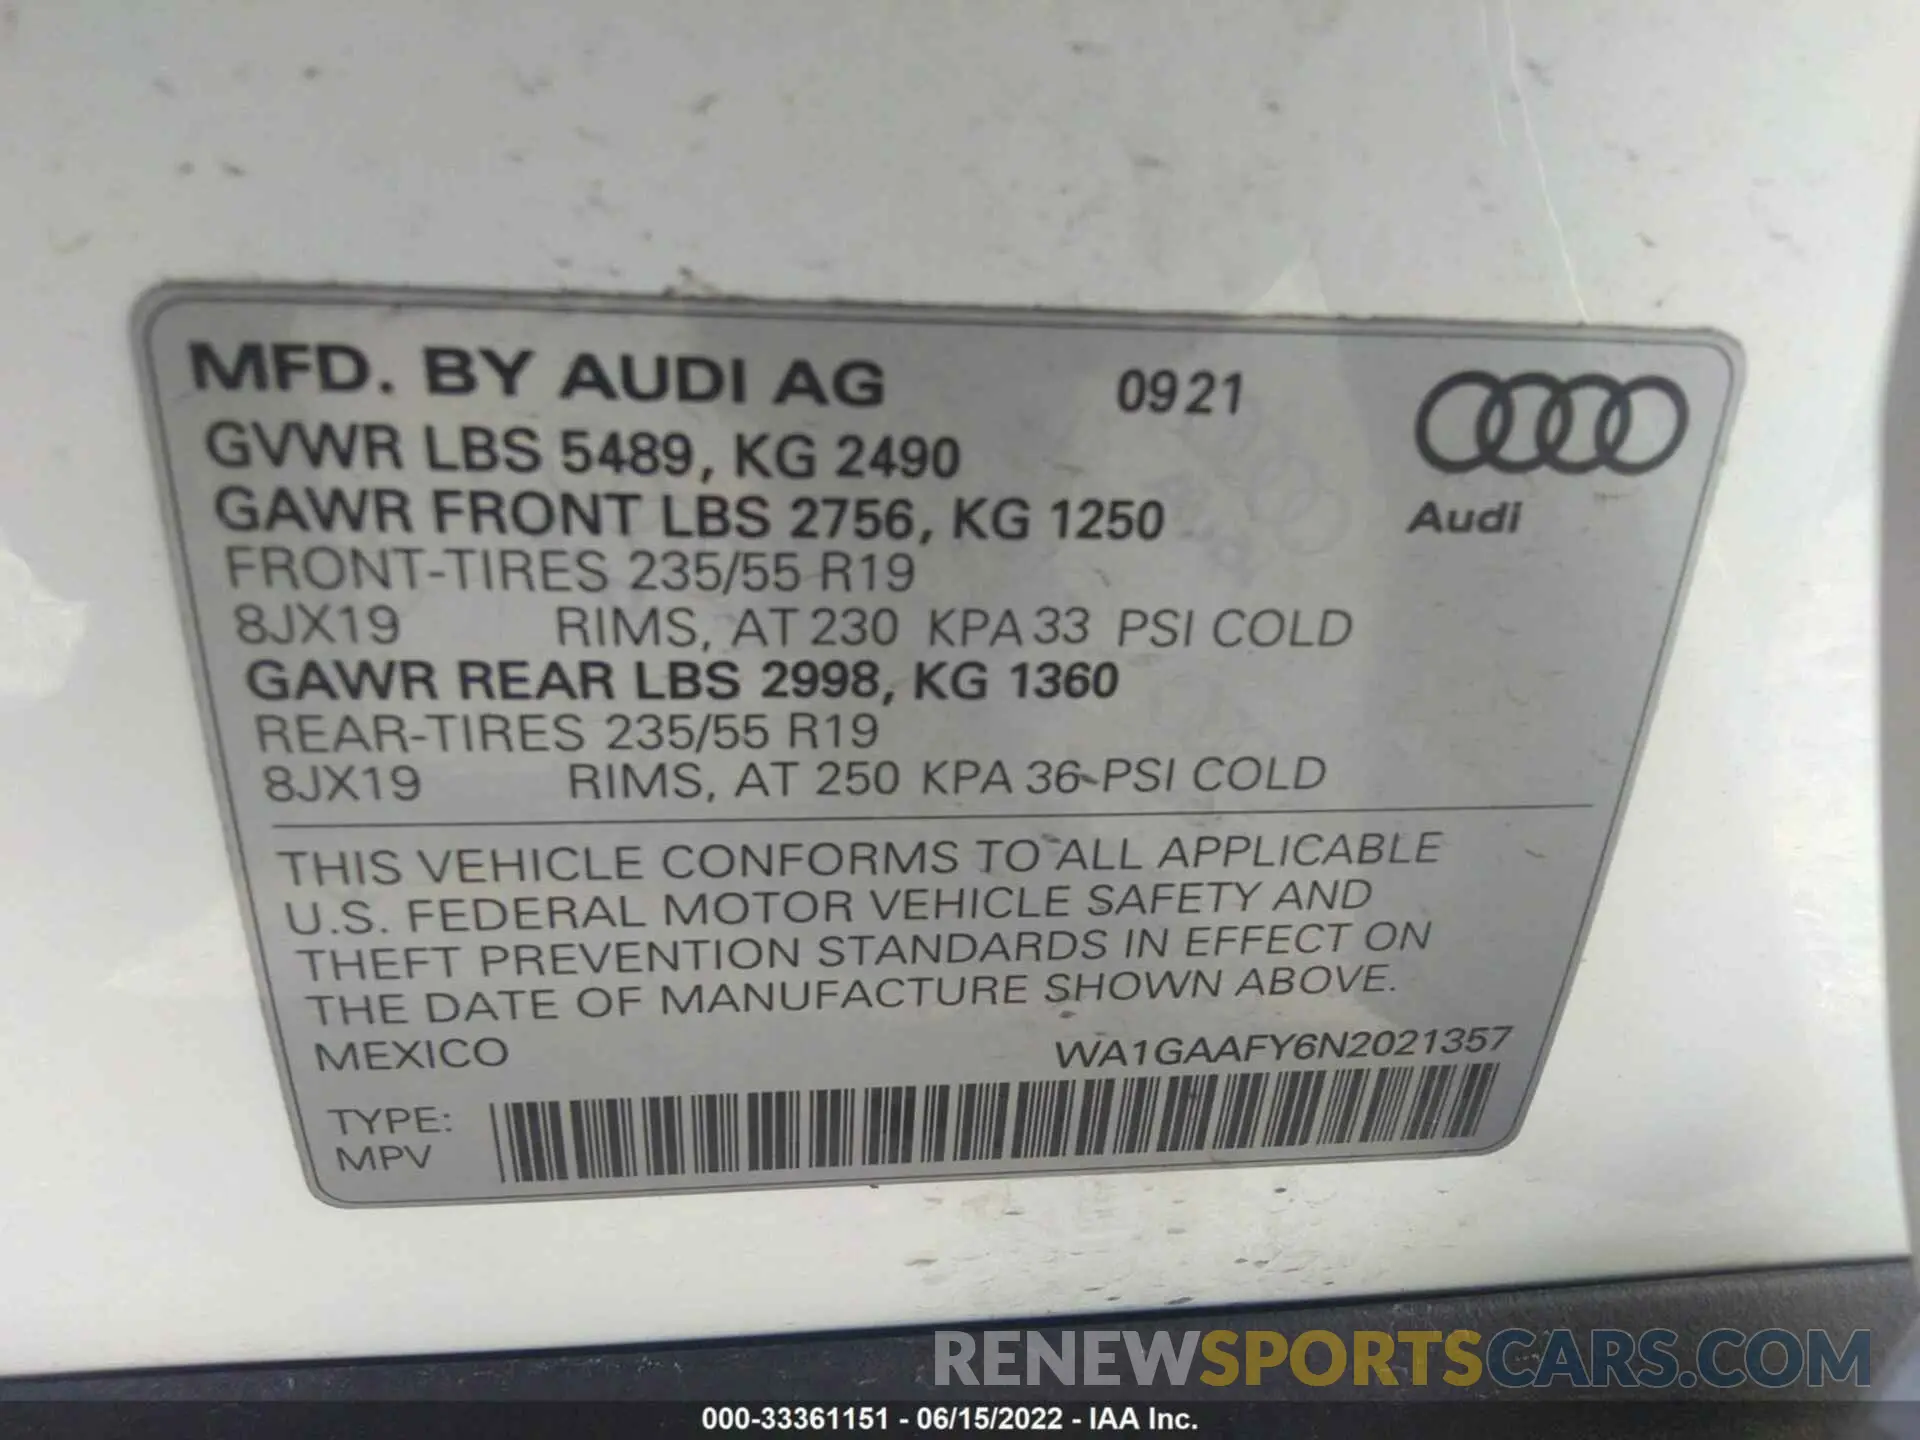 MFD. BY AUDI AG 0921
GVWR LBS 5489, KG 2490
GAWR FRONT LBS 2756, KG 1250
Audi
FRONT-TIRES 235/55 R19
8JX19 RIMS, AT 230 KPA 33 PSI COLD
GAWR REAR LBS 2998, KG 1360
REAR-TIRES 235/55 R19
8JX19 RIMS, AT 250 KPA 36 PSI COLD
THIS VEHICLE CONFORMS TO ALL APPLICABLE
U.S. FEDERAL MOTOR VEHICLE SAFETY AND
THEFT PREVENTION STANDARDS IN EFFECT ON
THE DATE OF MANUFACTURE SHOWN ABOVE.
MEXICO WA1GAAFY6N2021357
TYPE:
MPV
RENEWSPORTSCARS.COM
000-33361151 - 06/15/2022 - IAA Inc.